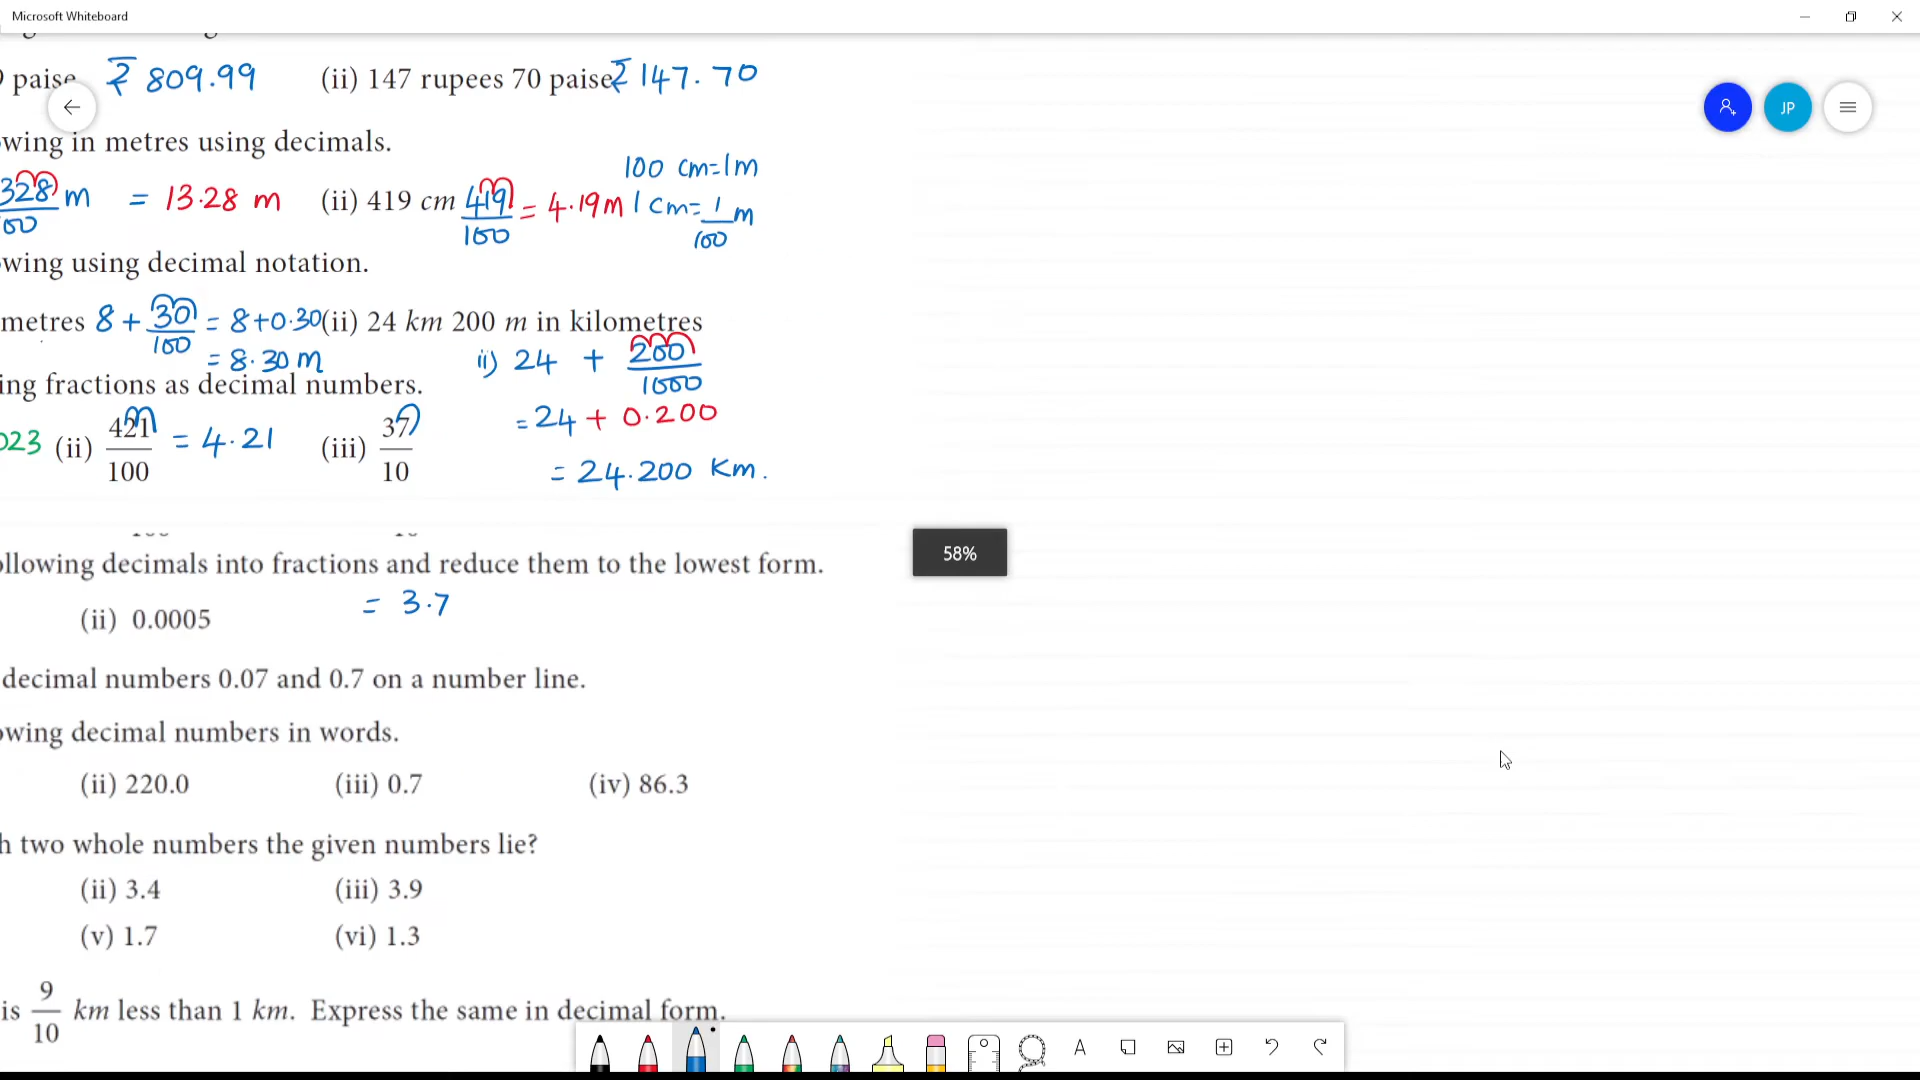 Microsoft Whiteboard
paise ₹ 809.99 (ii) 147 rupees 70 paise ₹ 147.70
wing in metres using decimals.
100 cm=1m
328/100 m = 13.28 m (ii) 419 cm 419/100 = 4.19m 1 cm=1/100 m
wing using decimal notation.
metres 8 + 30/100 = 8+0.30 (ii) 24 km 200 m in kilometres
= 8.30 m ii) 24 + 200/1000
ing fractions as decimal numbers.
= 24 + 0.200
023 (ii) 421/100 = 4.21 (iii) 37/10
= 24.200 Km.
ollowing decimals into fractions and reduce them to the lowest form.
= 3.7
(ii) 0.0005
decimal numbers 0.07 and 0.7 on a number line.
owing decimal numbers in words.
(ii) 220.0 (iii) 0.7 (iv) 86.3
h two whole numbers the given numbers lie?
(ii) 3.4 (iii) 3.9
(v) 1.7 (vi) 1.3
is 9/10 km less than 1 km. Express the same in decimal form.
JP
58%
A